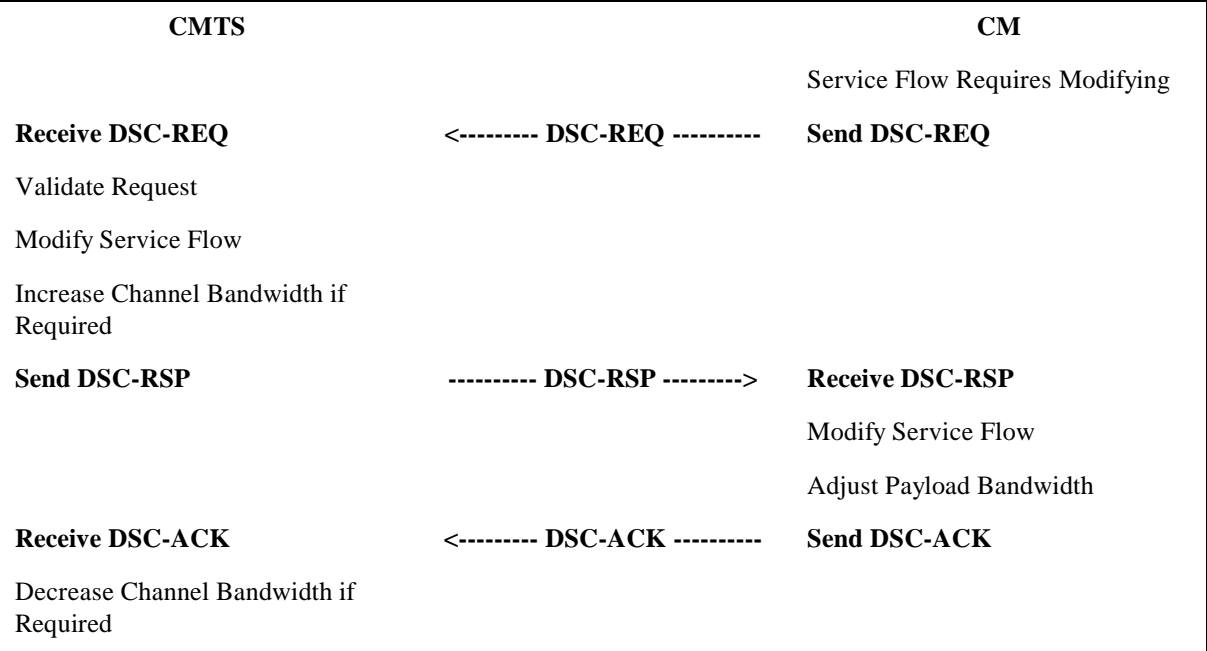 CMTS CM
Service Flow Requires Modifying
Receive DSC-REQ <--------- DSC-REQ ---------- Send DSC-REQ
Validate Request
Modify Service Flow
Increase Channel Bandwidth if
Required
Send DSC-RSP ---------- DSC-RSP ---------> Receive DSC-RSP
Modify Service Flow
Adjust Payload Bandwidth
Receive DSC-ACK <--------- DSC-ACK ---------- Send DSC-ACK
Decrease Channel Bandwidth if
Required